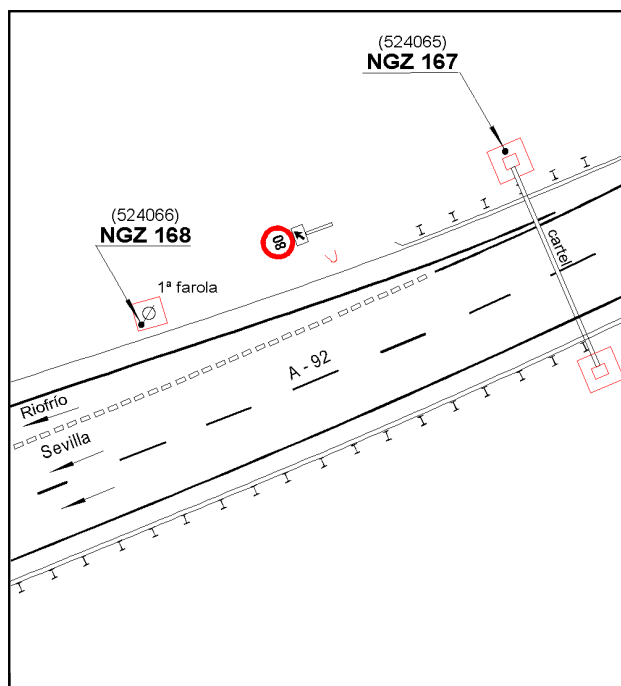 (524065)
NGZ 167
(524066)
NGZ 168
80
cartel
1ª farola
A - 92
Riofrío
Sevilla